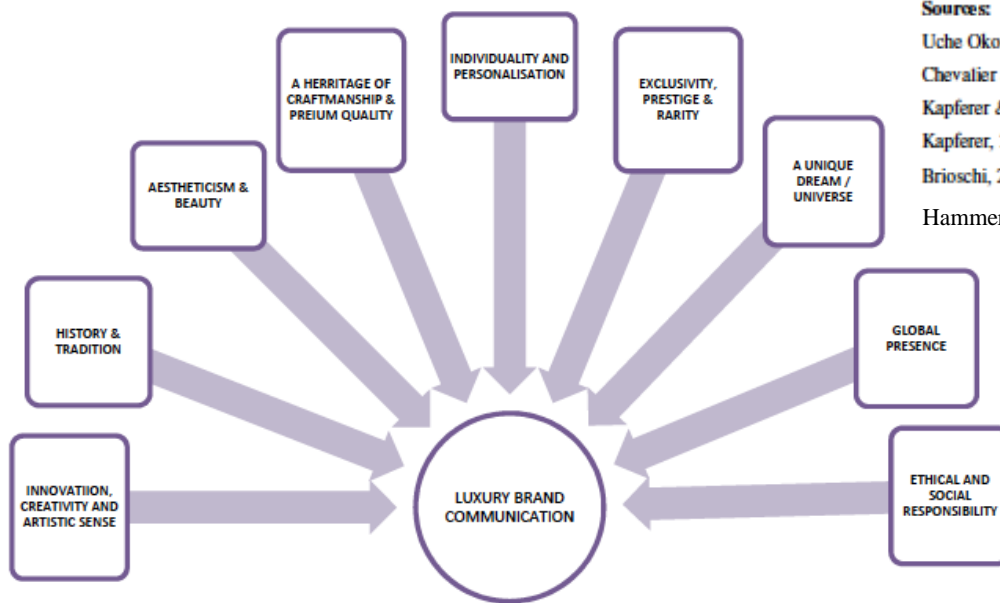 INNOVATIION,
CREATIVITY AND
ARTISTIC SENSE
HISTORY &
TRADITION
AESTHETICISM &
BEAUTY
A HERRITAGE OF
CRAFTMANSHIP &
PREIUM QUALITY
INDIVIDUALITY AND
PERSONALISATION
EXCLUSIVITY,
PRESTIGE &
RARITY
A UNIQUE
DREAM /
UNIVERSE
GLOBAL
PRESENCE
ETHICAL AND
SOCIAL
RESPONSIBILITY
LUXURY BRAND
COMMUNICATION
Sources:
Uche Oko
Chevalier
Kapferer &
Kapferer,
Brioschi, 2
Hammer